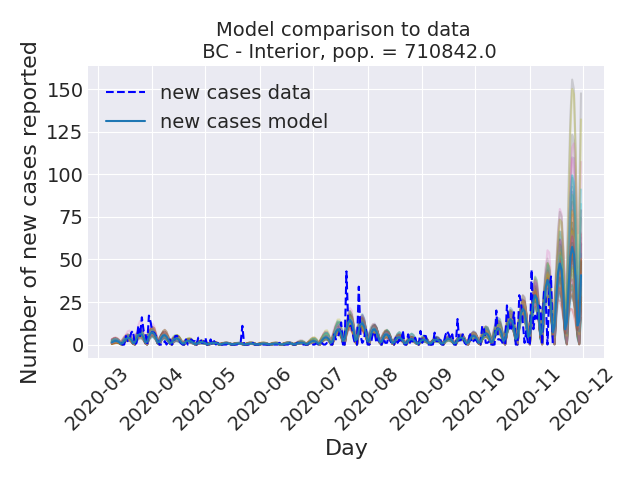 Model comparison to data
BC - Interior, pop. = 710842.0
Number of new cases reported
150
125
100
75
50
25
0
new cases data
new cases model
2020-03
2020-04
2020-05
2020-06
2020-07
2020-08
2020-09
2020-10
2020-11
2020-12
Day